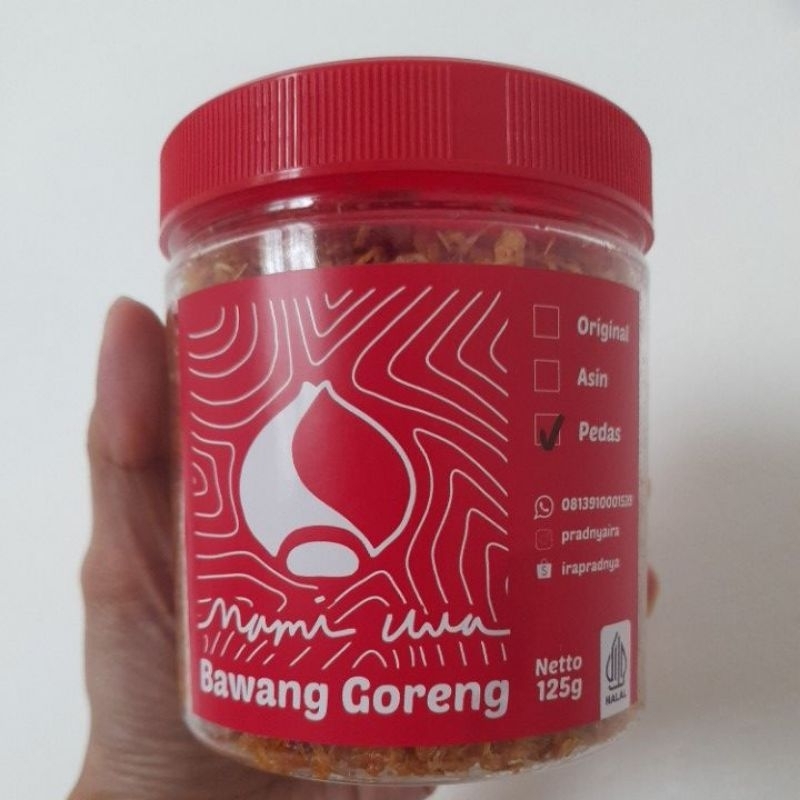 Original
Asin
Pedas
pradnyaira
irapradnya
Mami uwa
Bawang Goreng
Netto
125g
HALAL